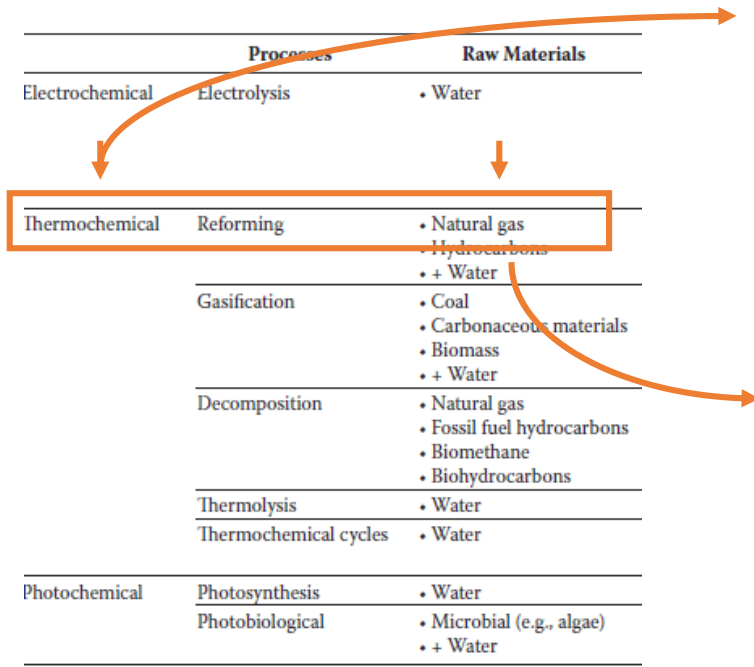 Processes Raw Materials
Electrochemical Electrolysis • Water
Thermochemical Reforming • Natural gas
• Hydrocarbons
• + Water
Gasification • Coal
• Carbonaceous materials
• Biomass
• + Water
Decomposition • Natural gas
• Fossil fuel hydrocarbons
• Biomethane
• Biohydrocarbons
Thermolysis • Water
Thermochemical cycles • Water
Photochemical Photosynthesis • Water
Photobiological • Microbial (e.g., algae)
• + Water